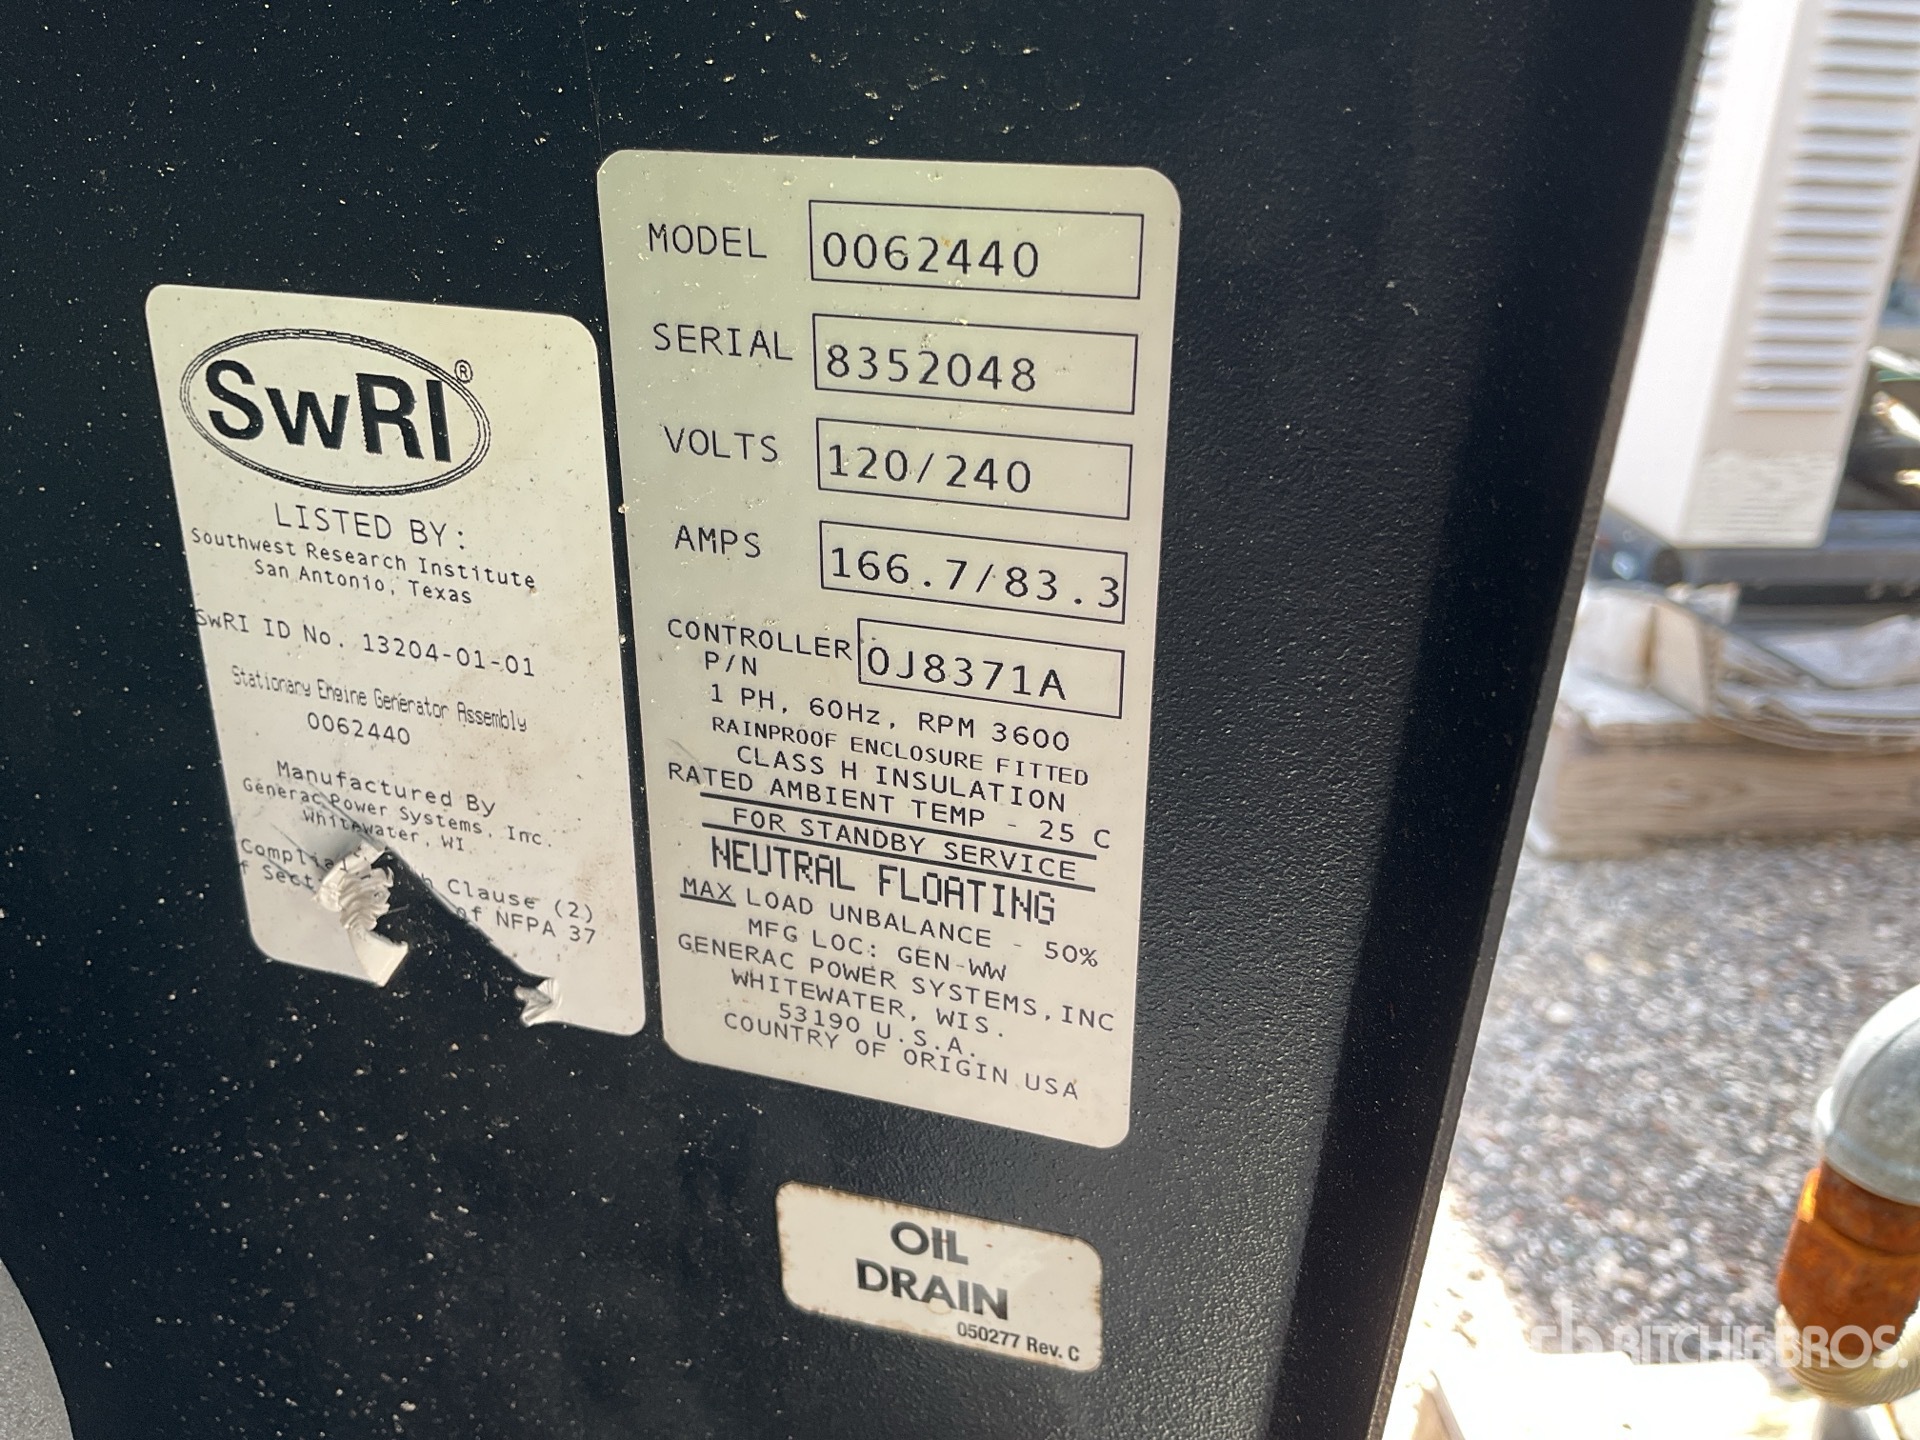 SwRI®
LISTED BY:
Southwest Research Institute
San Antonio, Texas
SwRI ID No. 13204-01-01
Stationary Engine Generator Assembly
0062440
Manufactured By
Generac Power Systems, Inc.
Whitewater, WI
Clause (2)
of NFPA 37
MODEL 0062440
SERIAL 8352048
VOLTS 120/240
AMPS 166.7/83.3
CONTROLLER P/N 0J8371A
1 PH, 60Hz, RPM 3600
RAINPROOF ENCLOSURE FITTED
CLASS H INSULATION
RATED AMBIENT TEMP - 25 C
FOR STANDBY SERVICE
NEUTRAL FLOATING
MAX LOAD UNBALANCE - 50%
MFG LOC: GEN-WW
GENERAC POWER SYSTEMS, INC
WHITEWATER, WIS.
53190 U.S.A.
COUNTRY OF ORIGIN USA
OIL
DRAIN
050277 Rev. C
rb RITCHIE BROS.